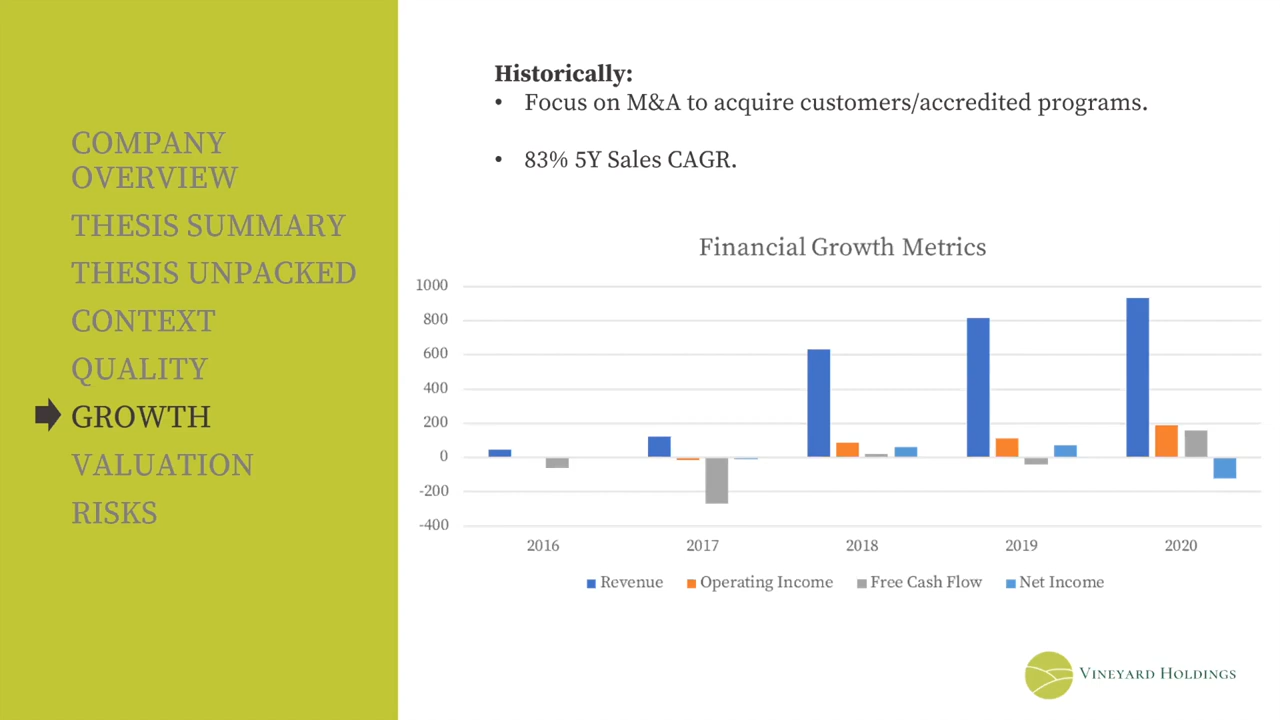 COMPANY
OVERVIEW
THESIS SUMMARY
THESIS UNPACKED
CONTEXT
QUALITY
GROWTH
VALUATION
RISKS
Historically:
• Focus on M&A to acquire customers/accredited programs.
• 83% 5Y Sales CAGR.
Financial Growth Metrics
1000
800
600
400
200
0
-200
-400
2016 2017 2018 2019 2020
Revenue Operating Income Free Cash Flow Net Income
VINEYARD HOLDINGS